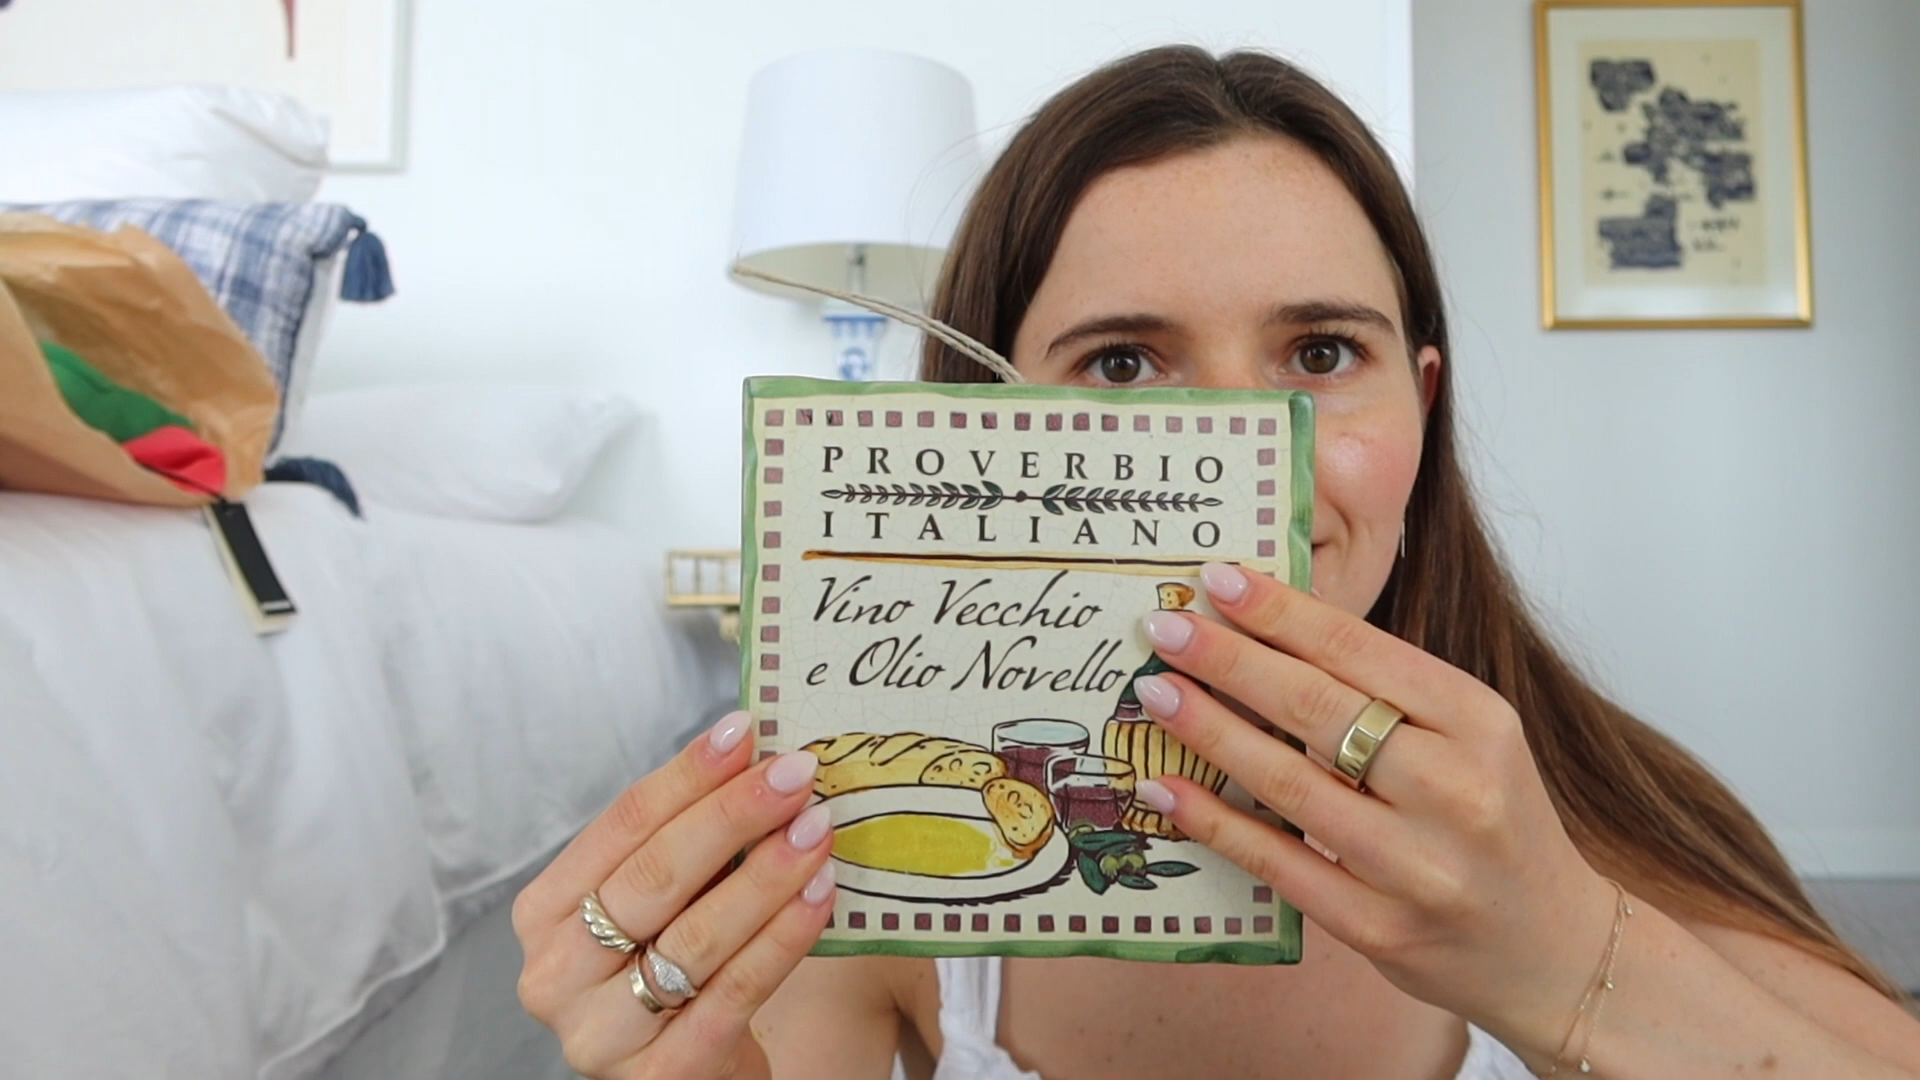 PROVERBIO
ITALIANO
Vino Vecchio
e Olio Novello